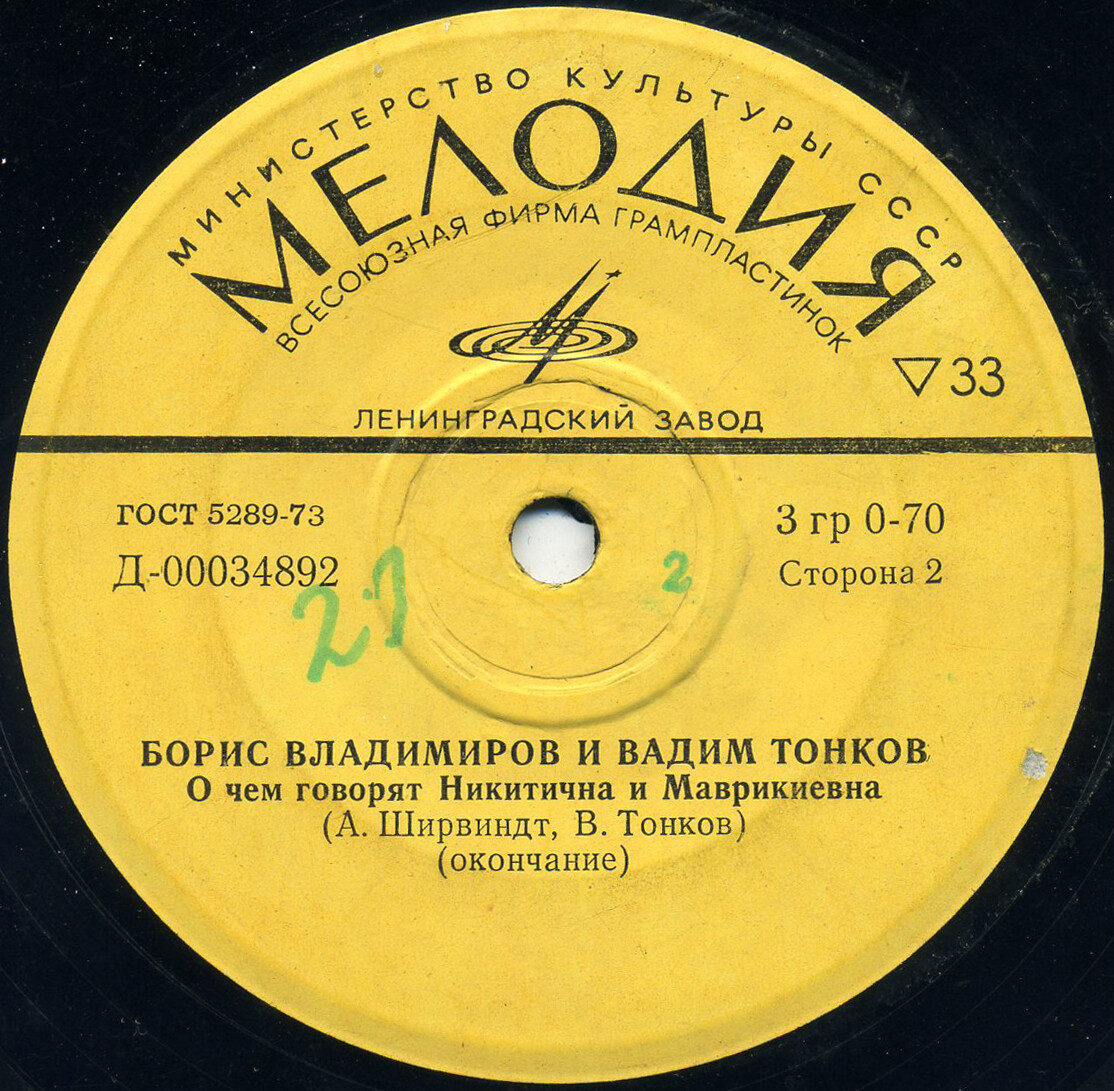 МИНИСТЕРСТВО КУЛЬТУРЫ СССР
МЕЛОДИЯ
ВСЕСОЮЗНАЯ ФИРМА ГРАМПЛАСТИНОК
▽33
ЛЕНИНГРАДСКИЙ ЗАВОД
ГОСТ 5289-73
3 гр 0-70
Д-00034892
Сторона 2
21
2
БОРИС ВЛАДИМИРОВ И ВАДИМ ТОНКОВ
О чем говорят Никитична и Маврикиевна
(А. Ширвиндт, В. Тонков)
(окончание)